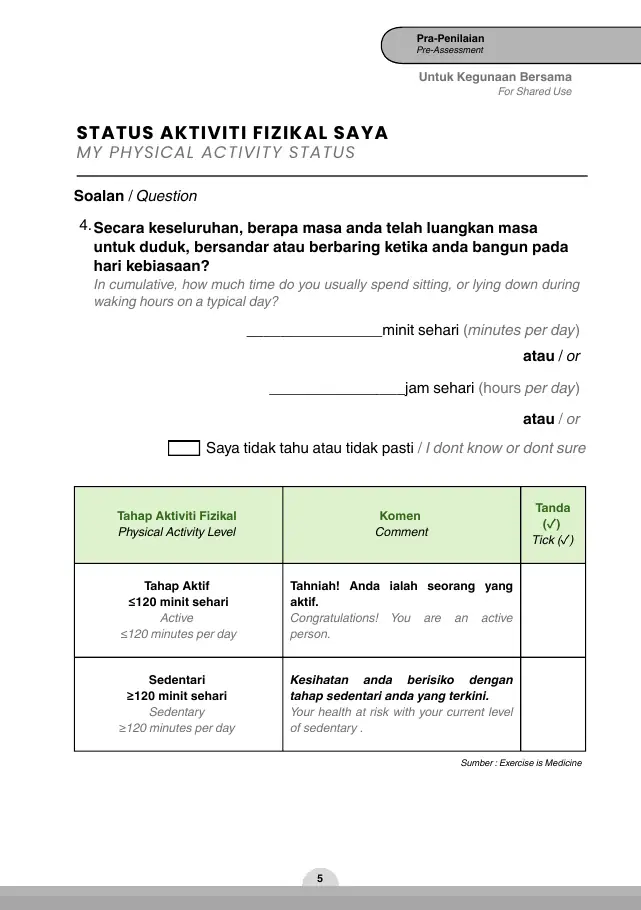 Pra-Penilaian
Pre-Assessment
Untuk Kegunaan Bersama
For Shared Use
STATUS AKTIVITI FIZIKAL SAYA
MY PHYSICAL ACTIVITY STATUS
Soalan / Question
4. Secara keseluruhan, berapa masa anda telah luangkan masa
untuk duduk, bersandar atau berbaring ketika anda bangun pada
hari kebiasaan?
In cumulative, how much time do you usually spend sitting, or lying down during
waking hours on a typical day?
________________minit sehari (minutes per day)
atau / or
________________jam sehari (hours per day)
atau / or
Saya tidak tahu atau tidak pasti / I dont know or dont sure
Tahap Aktiviti Fizikal
Physical Activity Level
Komen
Comment
Tanda
(✓)
Tick (✓)
Tahap Aktif
≤120 minit sehari
Active
≤120 minutes per day
Tahniah! Anda ialah seorang yang
aktif.
Congratulations! You are an active
person.
Sedentari
≥120 minit sehari
Sedentary
≥120 minutes per day
Kesihatan anda berisiko dengan
tahap sedentari anda yang terkini.
Your health at risk with your current level
of sedentary .
Sumber : Exercise is Medicine
5